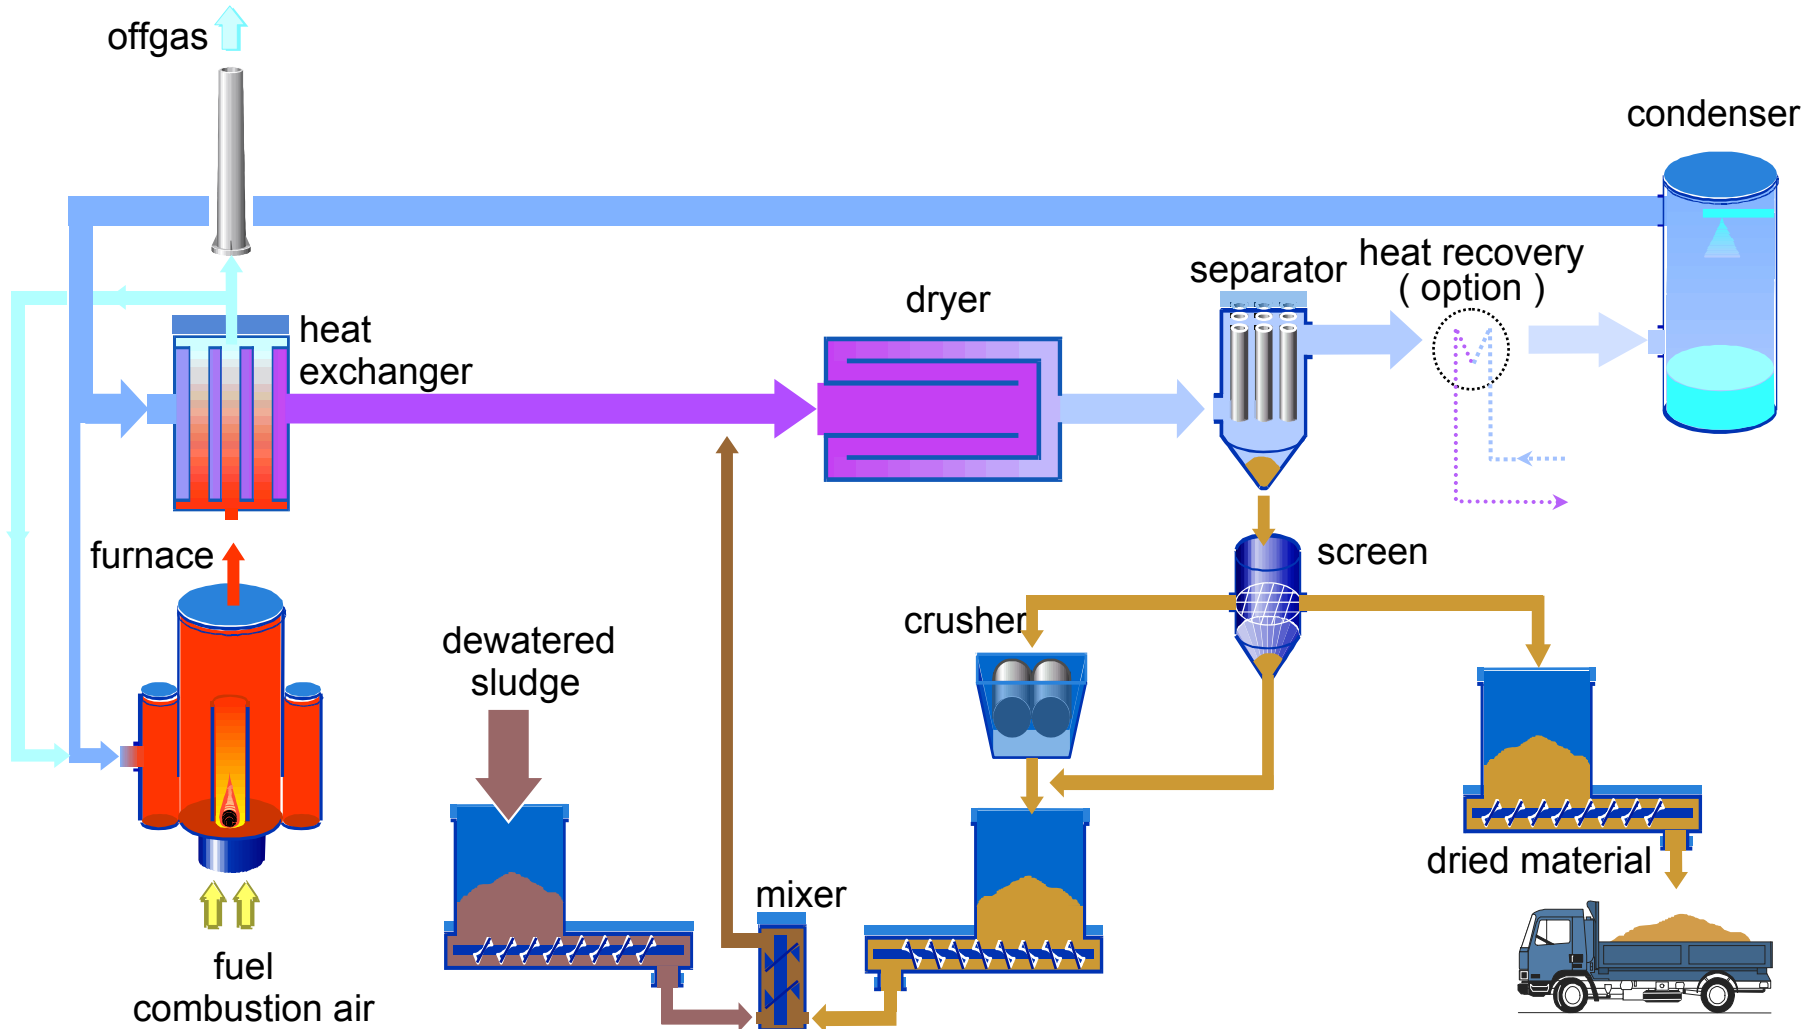 offgas
condenser
heat recovery
( option )
separator
dryer
heat
exchanger
furnace
screen
crusher
dewatered
sludge
dried material
mixer
fuel
combustion air